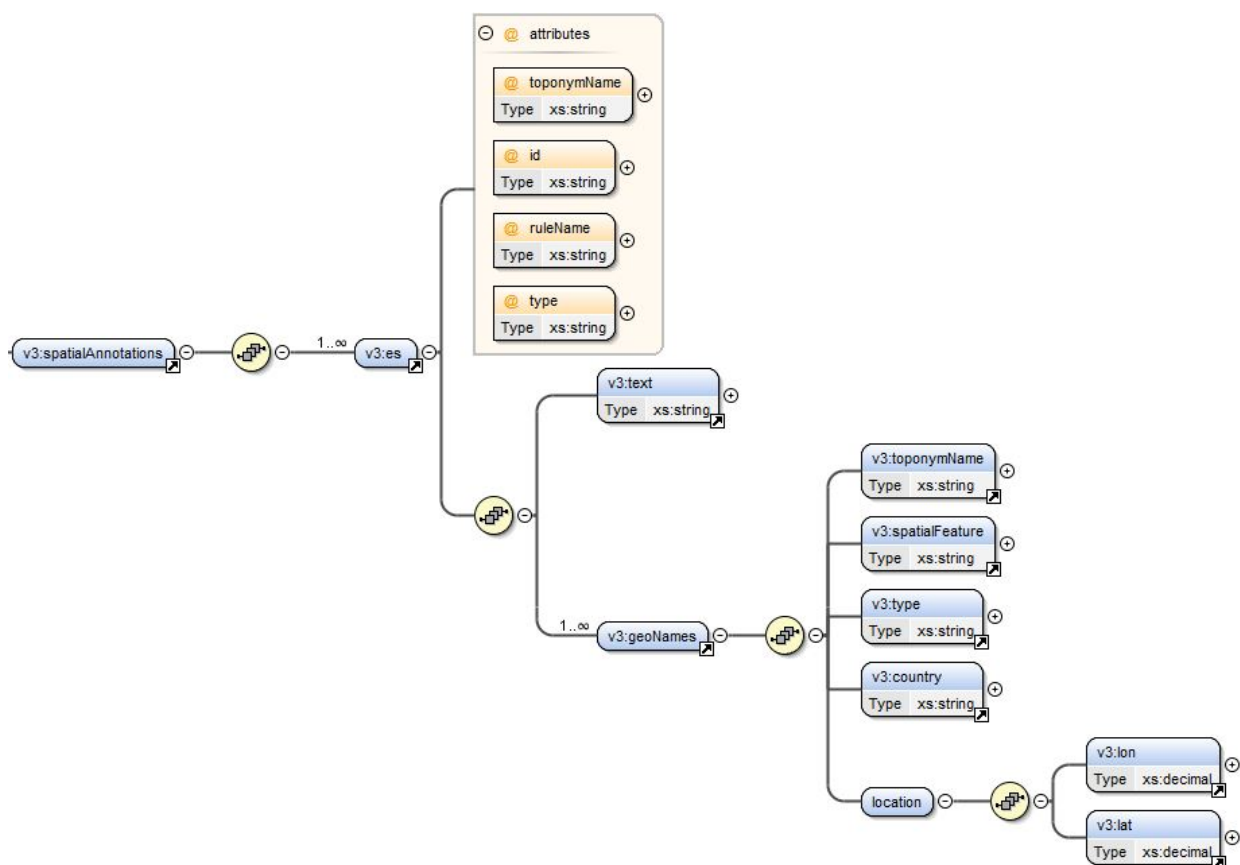 @ attributes
@ toponymName
Type xs:string
@ id
Type xs:string
@ ruleName
Type xs:string
@ type
Type xs:string
v3:spatialAnnotations
1..∞
v3:es
v3:text
Type xs:string
v3:toponymName
Type xs:string
v3:spatialFeature
Type xs:string
v3:type
Type xs:string
1..∞
v3:geoNames
v3:country
Type xs:string
v3:lon
Type xs:decimal
location
v3:lat
Type xs:decimal